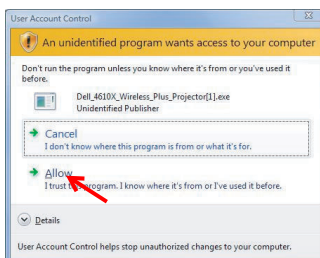 User Account Control
An unidentified program wants access to your computer
Don't run the program unless you know where it's from or you've used it
before.
Dell_4610X_Wireless_Plus_Projector[1].exe
Unidentified Publisher
Cancel
I don't know where this program is from or what it's for.
Allow
I trust this program. I know where it's from or I've used it before.
Details
User Account Control helps stop unauthorized changes to your computer.